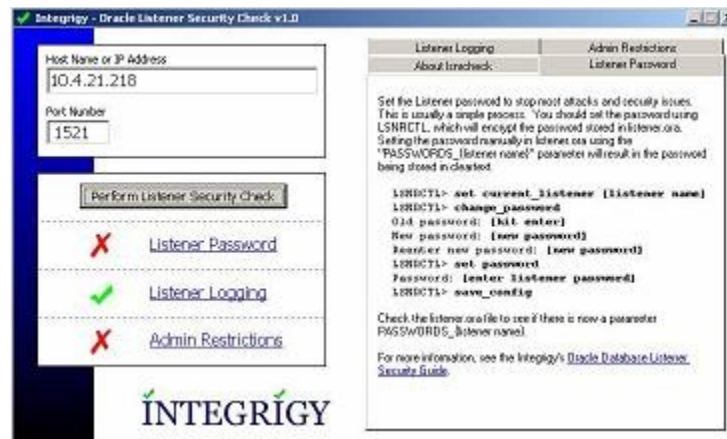 Integrigy - Oracle Listener Security Check v1.0
Host Name or IP Address
10.4.21.218
Port Number
1521
Perform Listener Security Check
Listener Password
Listener Logging
Admin Restrictions
INTEGRIGY
Listener Logging
Admin Restrictions
About lsnrcheck
Listener Password
Set the Listener password to stop most attacks and security issues.
This is usually a simple process. You should set the password using
LSNRCTL, which will encrypt the password stored in listener.ora.
Setting the password manually in listener.ora using the
"PASSWORDS_{listener name}" parameter will result in the password
being stored in cleartext.
LSNRCTL> set current_listener {listener name}
LSNRCTL> change_password
Old password: {hit enter}
New password: {new password}
Reenter new password: {new password}
LSNRCTL> set password
Password: {enter listener password}
LSNRCTL> save_config
Check the listener.ora file to see if there is now a parameter
PASSWORDS_{listener name}.
For more information, see the Integrigy's Oracle Database Listener
Security Guide.